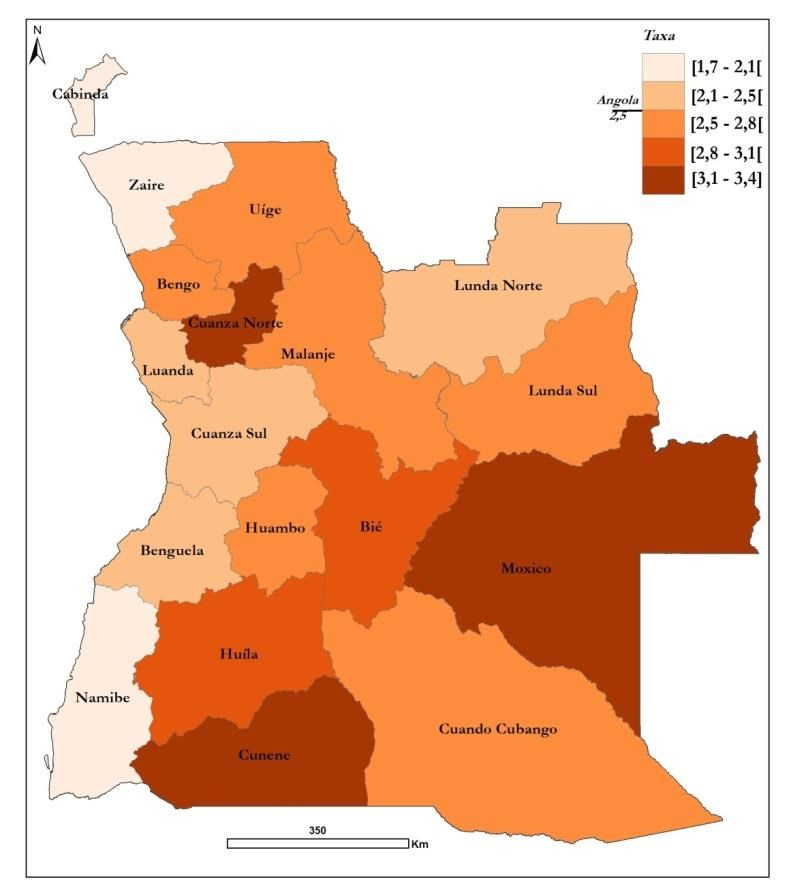 N
Taxa
[1,7 - 2,1[
[2,1 - 2,5[
[2,5 - 2,8[
[2,8 - 3,1[
[3,1 - 3,4]
Angola
2,5
Cabinda
Zaire
Uíge
Bengo
Lunda Norte
Cuanza Norte
Malanje
Luanda
Lunda Sul
Cuanza Sul
Huambo
Bié
Benguela
Moxico
Huíla
Namibe
Cuando Cubango
Cunene
350
Km